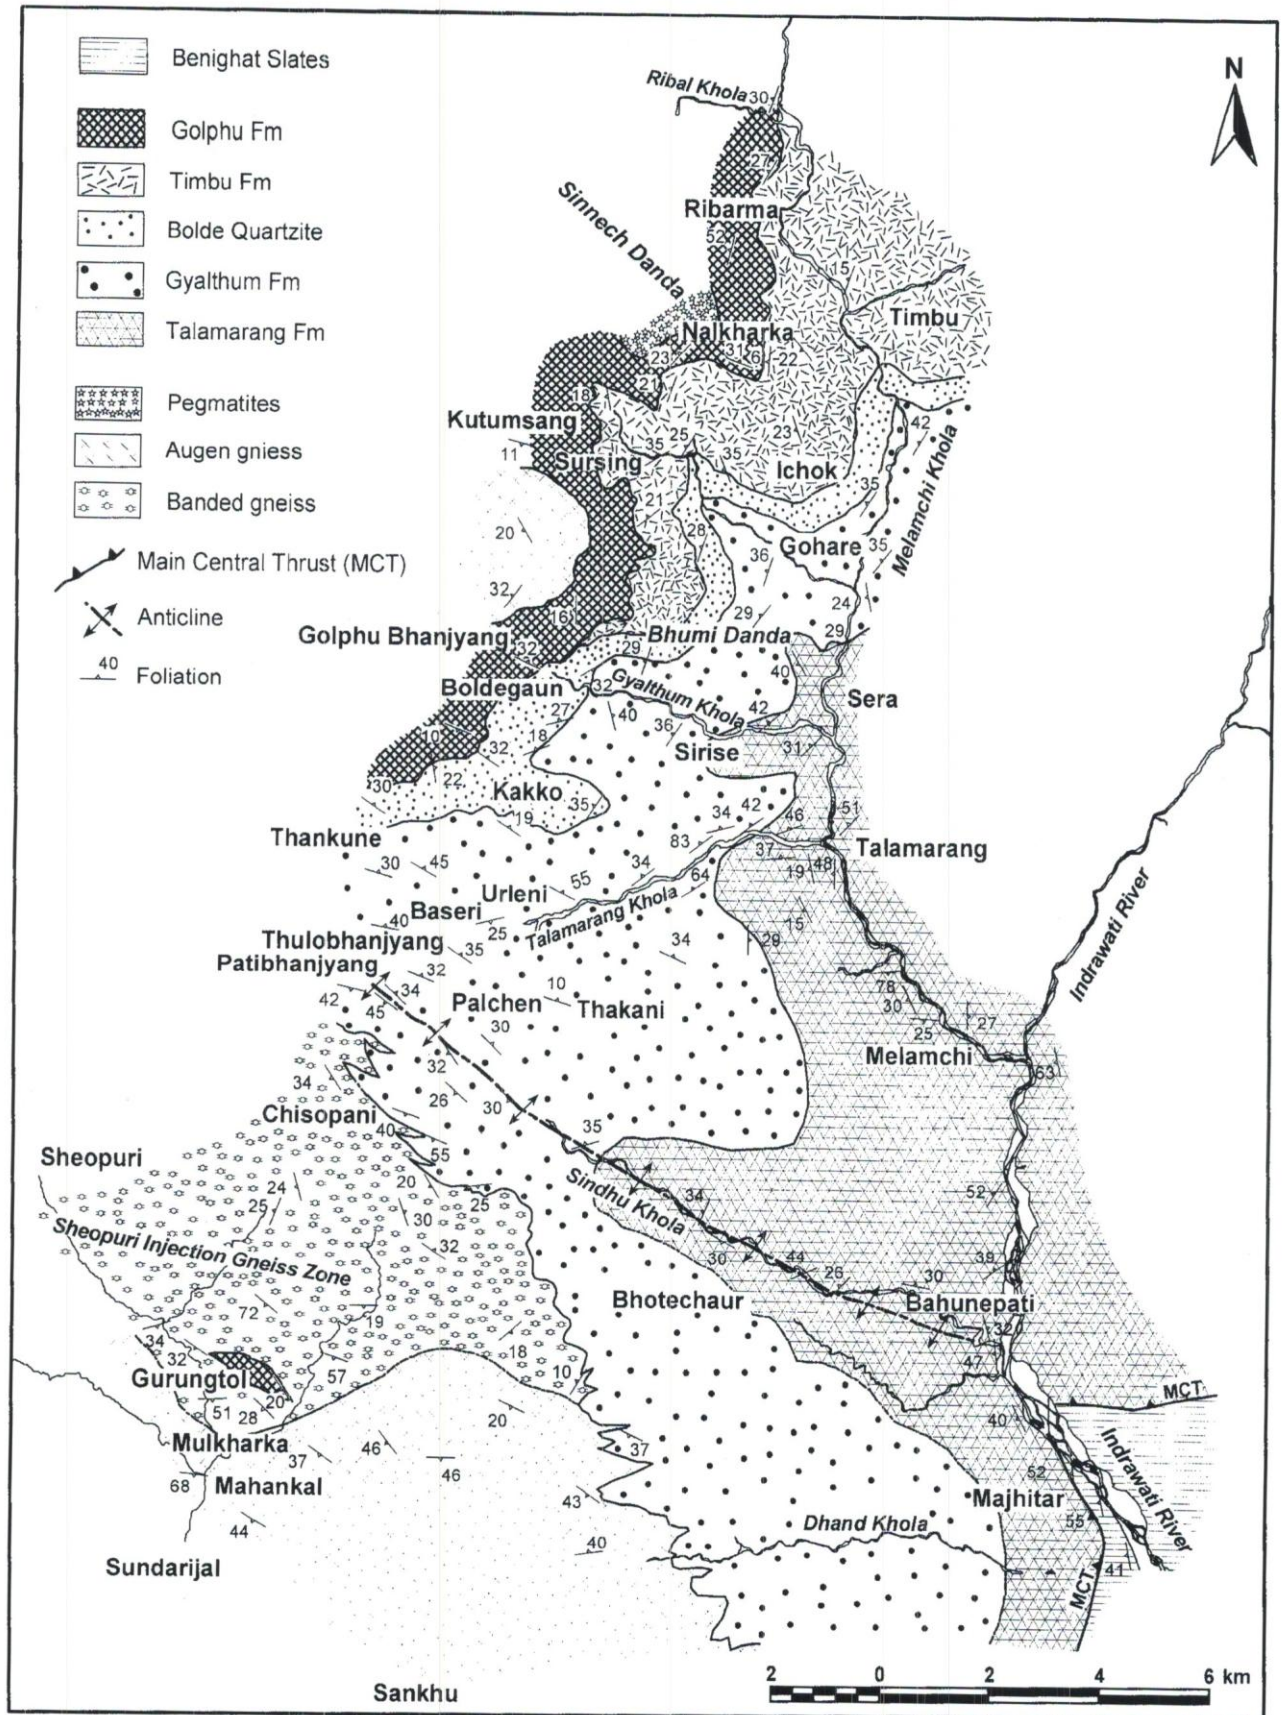 Benighat Slates
Golphu Fm
Timbu Fm
Bolde Quartzite
Gyalthum Fm
Talamarang Fm
Pegmatites
Augen gniess
Banded gneiss
Main Central Thrust (MCT)
Anticline
40
Foliation
N
Ribal Khola
30
27
Ribarma
52
Sinnech Danda
15
Timbu
Nalkharka
23
31
6
22
21
18
Kutumsang
11
25
35
35
23
42
Sursing
Ichok
21
35
Melamchi Khola
20
28
36
Gohare
35
32
16
29
24
29
Golphu Bhanjyang
32
29
Bhumi Danda
40
Boldegaun
32
Gyalthum Khola
Sera
27
40
36
42
10
32
18
Sirise
31
30
22
Kakko
35
19
34
42
46
51
Thankune
83
37
48
19
Talamarang
30
45
34
64
Urleni
55
15
40
Baseri
25
Talamarang Khola
Indrawati River
Thulobhanjyang
35
34
29
Patibhanjyang
32
42
34
45
Palchen
10
Thakani
78
30
30
25
27
32
Melamchi
63
34
26
30
Chisopani
40
35
55
Sheopuri
20
24
25
25
Sindhu Khola
34
52
30
Sheopuri Injection Gneiss Zone
32
30
44
39
26
30
72
Bhotechaur
Bahunepati
19
32
34
32
18
47
Gurungtol
57
10
20
MCT
51
28
20
40
Mulkharka
46
37
37
46
52
Indrawati River
68
Mahankal
43
Majhitar
55
44
Dhand Khola
40
Sundarijal
41
MCT
2 0 2 4 6 km
Sankhu